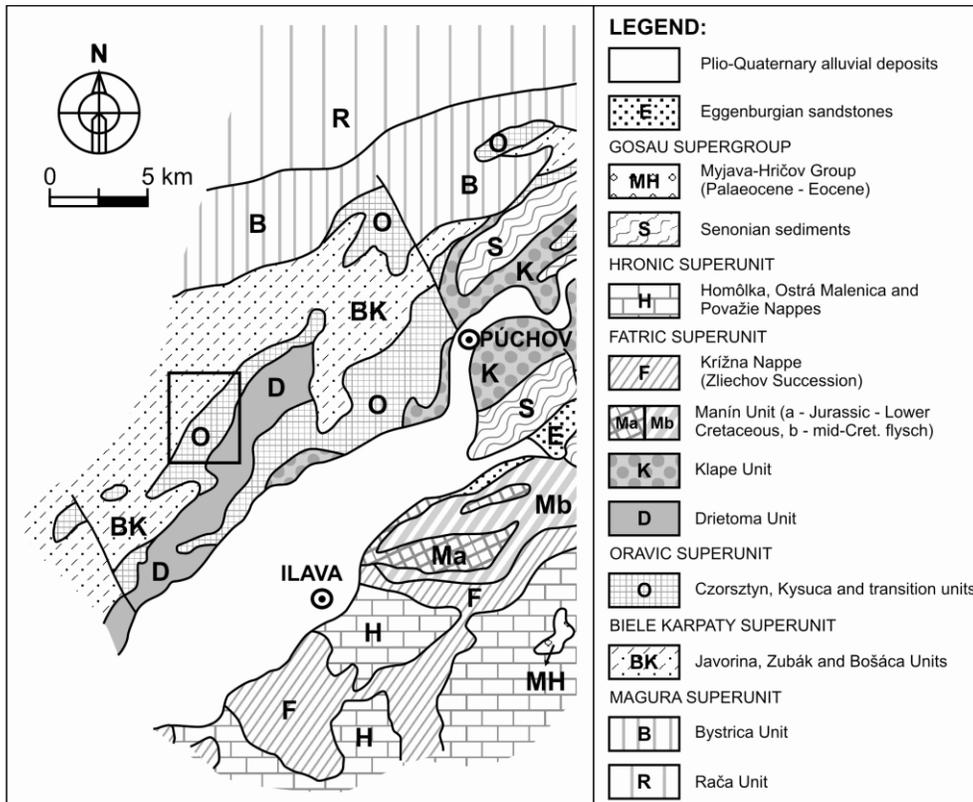 N
0 5 km
R
O
B
B
O
S
K
BK
PÚCHOV
K
D
O
S
E
O
BK
Mb
Ma
ILAVA
D
F
H
MH
F
H
LEGEND:
Plio-Quaternary alluvial deposits
E Eggenburgian sandstones
GOSAU SUPERGROUP
MH Myjava-Hričov Group
(Palaeocene - Eocene)
S Senonian sediments
HRONIC SUPERUNIT
H Homôlka, Ostrá Malenica and
Považie Nappes
FATRIC SUPERUNIT
F Krížna Nappe
(Zliechov Succession)
Ma Mb Manín Unit (a - Jurassic - Lower
Cretaceous, b - mid-Cret. flysch)
K Klape Unit
D Drietoma Unit
ORAVIC SUPERUNIT
O Czorsztyn, Kysuca and transition units
BIELE KARPATY SUPERUNIT
BK Javorina, Zubák and Bošáca Units
MAGURA SUPERUNIT
B Bystrica Unit
R Rača Unit